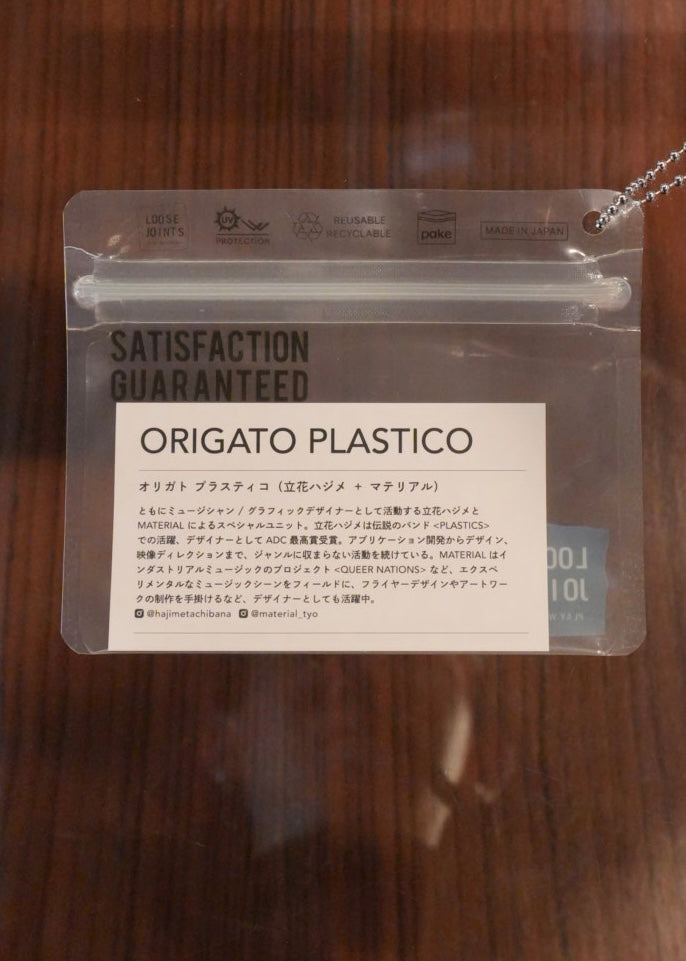 LOOSE
JOINTS
UV
PROTECTION
REUSABLE
RECYCLABLE
pake
MADE IN JAPAN
SATISFACTION
GUARANTEED
ORIGATO PLASTICO
オリガト プラスティコ（立花ハジメ + マテリアル）
ともにミュージシャン / グラフィックデザイナーとして活動する立花ハジメと
MATERIAL によるスペシャルユニット。立花ハジメは伝説のバンド <PLASTICS>
での活躍、デザイナーとして ADC 最高賞受賞。アプリケーション開発からデザイン、
映像ディレクションまで、ジャンルに収まらない活動を続けている。MATERIAL はイ
ンダストリアルミュージックのプロジェクト <QUEER NATIONS> など、エクスペ
リメンタルなミュージックシーンをフィールドに、フライヤーデザインやアートワー
クの制作を手掛けるなど、デザイナーとしても活躍中。
@hajimetachibana @material_tyo
LOO
JOI
PLAY W